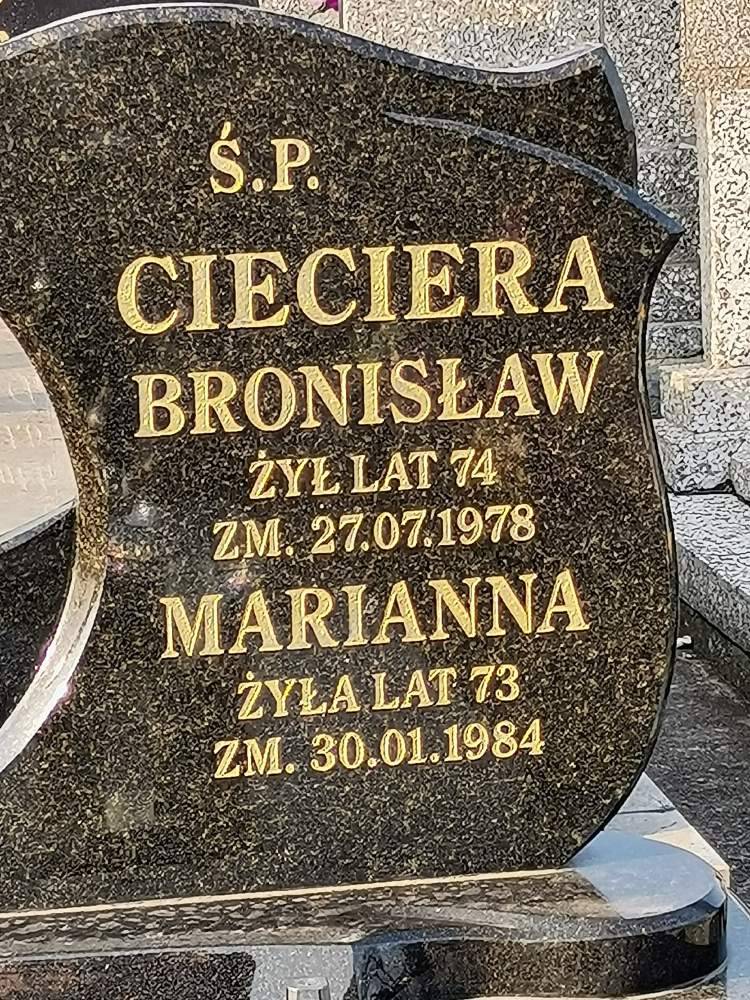 Ś.P.
CIECIERA
BRONISŁAW
ŻYŁ LAT 74
ZM. 27.07.1978
MARIANNA
ŻYŁA LAT 73
ZM. 30.01.1984